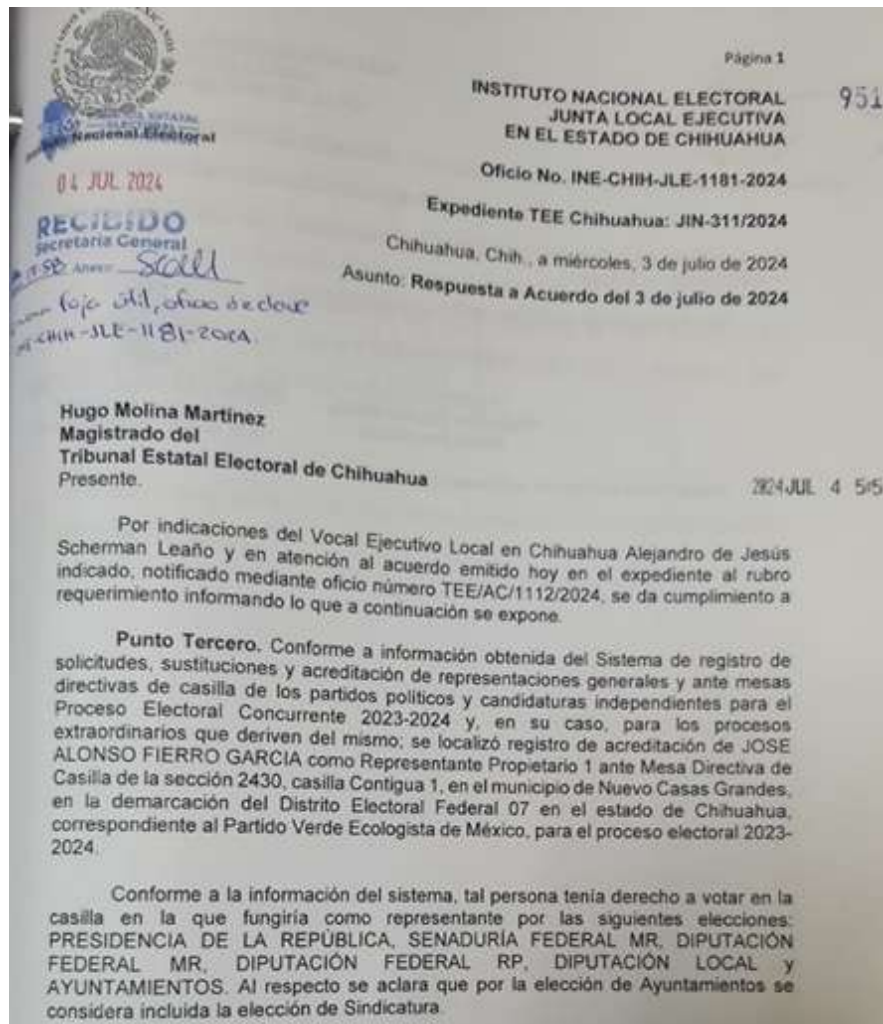 Página 1
INSTITUTO NACIONAL ELECTORAL
JUNTA LOCAL EJECUTIVA
EN EL ESTADO DE CHIHUAHUA
951
Nacional Electoral
Oficio No. INE-CHIH-JLE-1181-2024
04 JUL 2024
Expediente TEE Chihuahua: JIN-311/2024
RECIBIDO
Secretaría General
Chihuahua, Chih., a miércoles, 3 de julio de 2024
Asunto: Respuesta a Acuerdo del 3 de julio de 2024
foja útil, oficio de clave
CHIH-JLE-1181-2024
Hugo Molina Martínez
Magistrado del
Tribunal Estatal Electoral de Chihuahua
Presente.
2024 JUL 4
Por indicaciones del Vocal Ejecutivo Local en Chihuahua Alejandro de Jesús
Scherman Leaño y en atención al acuerdo emitido hoy en el expediente al rubro
indicado, notificado mediante oficio número TEE/AC/1112/2024, se da cumplimiento a
requerimiento informando lo que a continuación se expone.
Punto Tercero. Conforme a información obtenida del Sistema de registro de
solicitudes, sustituciones y acreditación de representaciones generales y ante mesas
directivas de casilla de los partidos políticos y candidaturas independientes para el
Proceso Electoral Concurrente 2023-2024 y, en su caso, para los procesos
extraordinarios que deriven del mismo; se localizó registro de acreditación de JOSE
ALONSO FIERRO GARCIA como Representante Propietario 1 ante Mesa Directiva de
Casilla de la sección 2430, casilla Contigua 1, en el municipio de Nuevo Casas Grandes,
en la demarcación del Distrito Electoral Federal 07 en el estado de Chihuahua,
correspondiente al Partido Verde Ecologista de México, para el proceso electoral 2023-
2024.
Conforme a la información del sistema, tal persona tenía derecho a votar en la
casilla en la que fungiría como representante por las siguientes elecciones:
PRESIDENCIA DE LA REPÚBLICA, SENADURÍA FEDERAL MR, DIPUTACIÓN
FEDERAL MR, DIPUTACIÓN FEDERAL RP, DIPUTACIÓN LOCAL y
AYUNTAMIENTOS. Al respecto se aclara que por la elección de Ayuntamientos se
considera incluida la elección de Sindicatura.